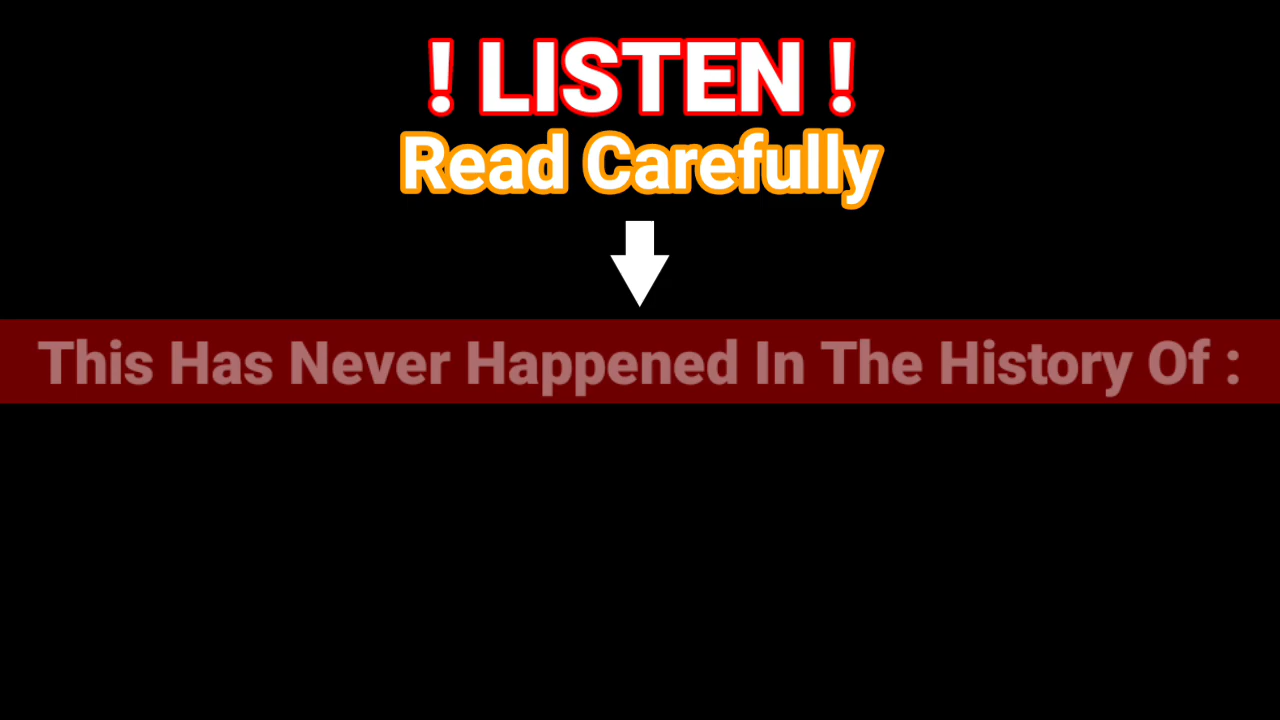 ! LISTEN !
Read Carefully
This Has Never Happened In The History Of :